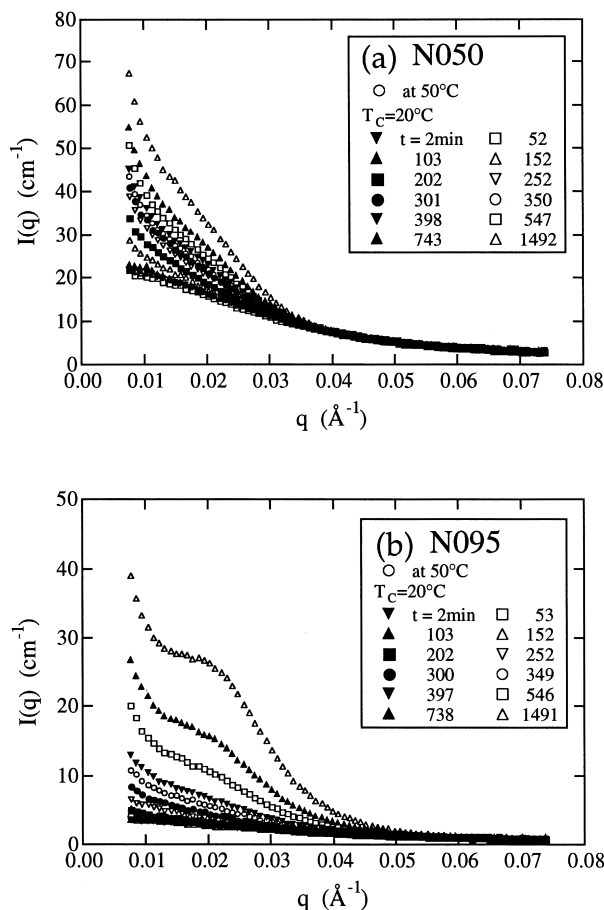 80
70
60
50
40
30
20
10
0
I(q) (cm⁻¹)
(a) N050
○ at 50°C
T_C=20°C
▼ t = 2min □ 52
▲ 103 △ 152
■ 202 ▽ 252
● 301 ○ 350
▼ 398 □ 547
▲ 743 △ 1492
0.00 0.01 0.02 0.03 0.04 0.05 0.06 0.07 0.08
q (Å⁻¹)
50
40
30
20
10
0
I(q) (cm⁻¹)
(b) N095
○ at 50°C
T_C=20°C
▼ t = 2min □ 53
▲ 103 △ 152
■ 202 ▽ 252
● 300 ○ 349
▼ 397 □ 546
▲ 738 △ 1491
0.00 0.01 0.02 0.03 0.04 0.05 0.06 0.07 0.08
q (Å⁻¹)